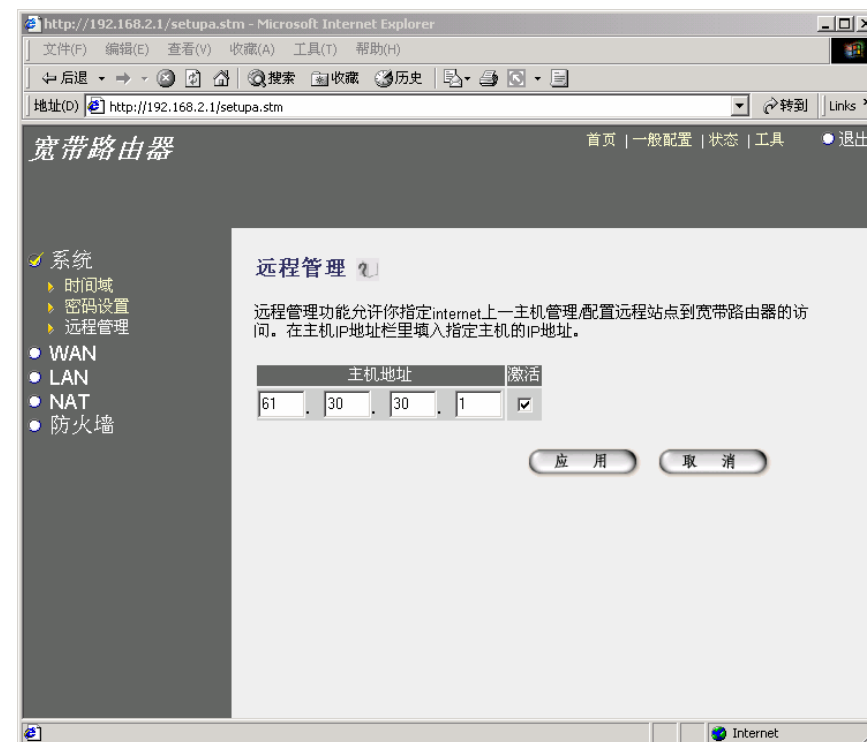 http://192.168.2.1/setupa.stm - Microsoft Internet Explorer
文件(F) 编辑(E) 查看(V) 收藏(A) 工具(T) 帮助(H)
后退 搜索 收藏 历史
地址(D) http://192.168.2.1/setupa.stm 转到 Links
宽带路由器
首页 | 一般配置 | 状态 | 工具 退出
系统
时间域
密码设置
远程管理
WAN
LAN
NAT
防火墙
远程管理
远程管理功能允许你指定internet上一主机管理/配置远程站点到宽带路由器的访
问。在主机IP地址栏里填入指定主机的IP地址。
主机地址 激活
61 . 30 . 30 . 1
应 用 取 消
Internet